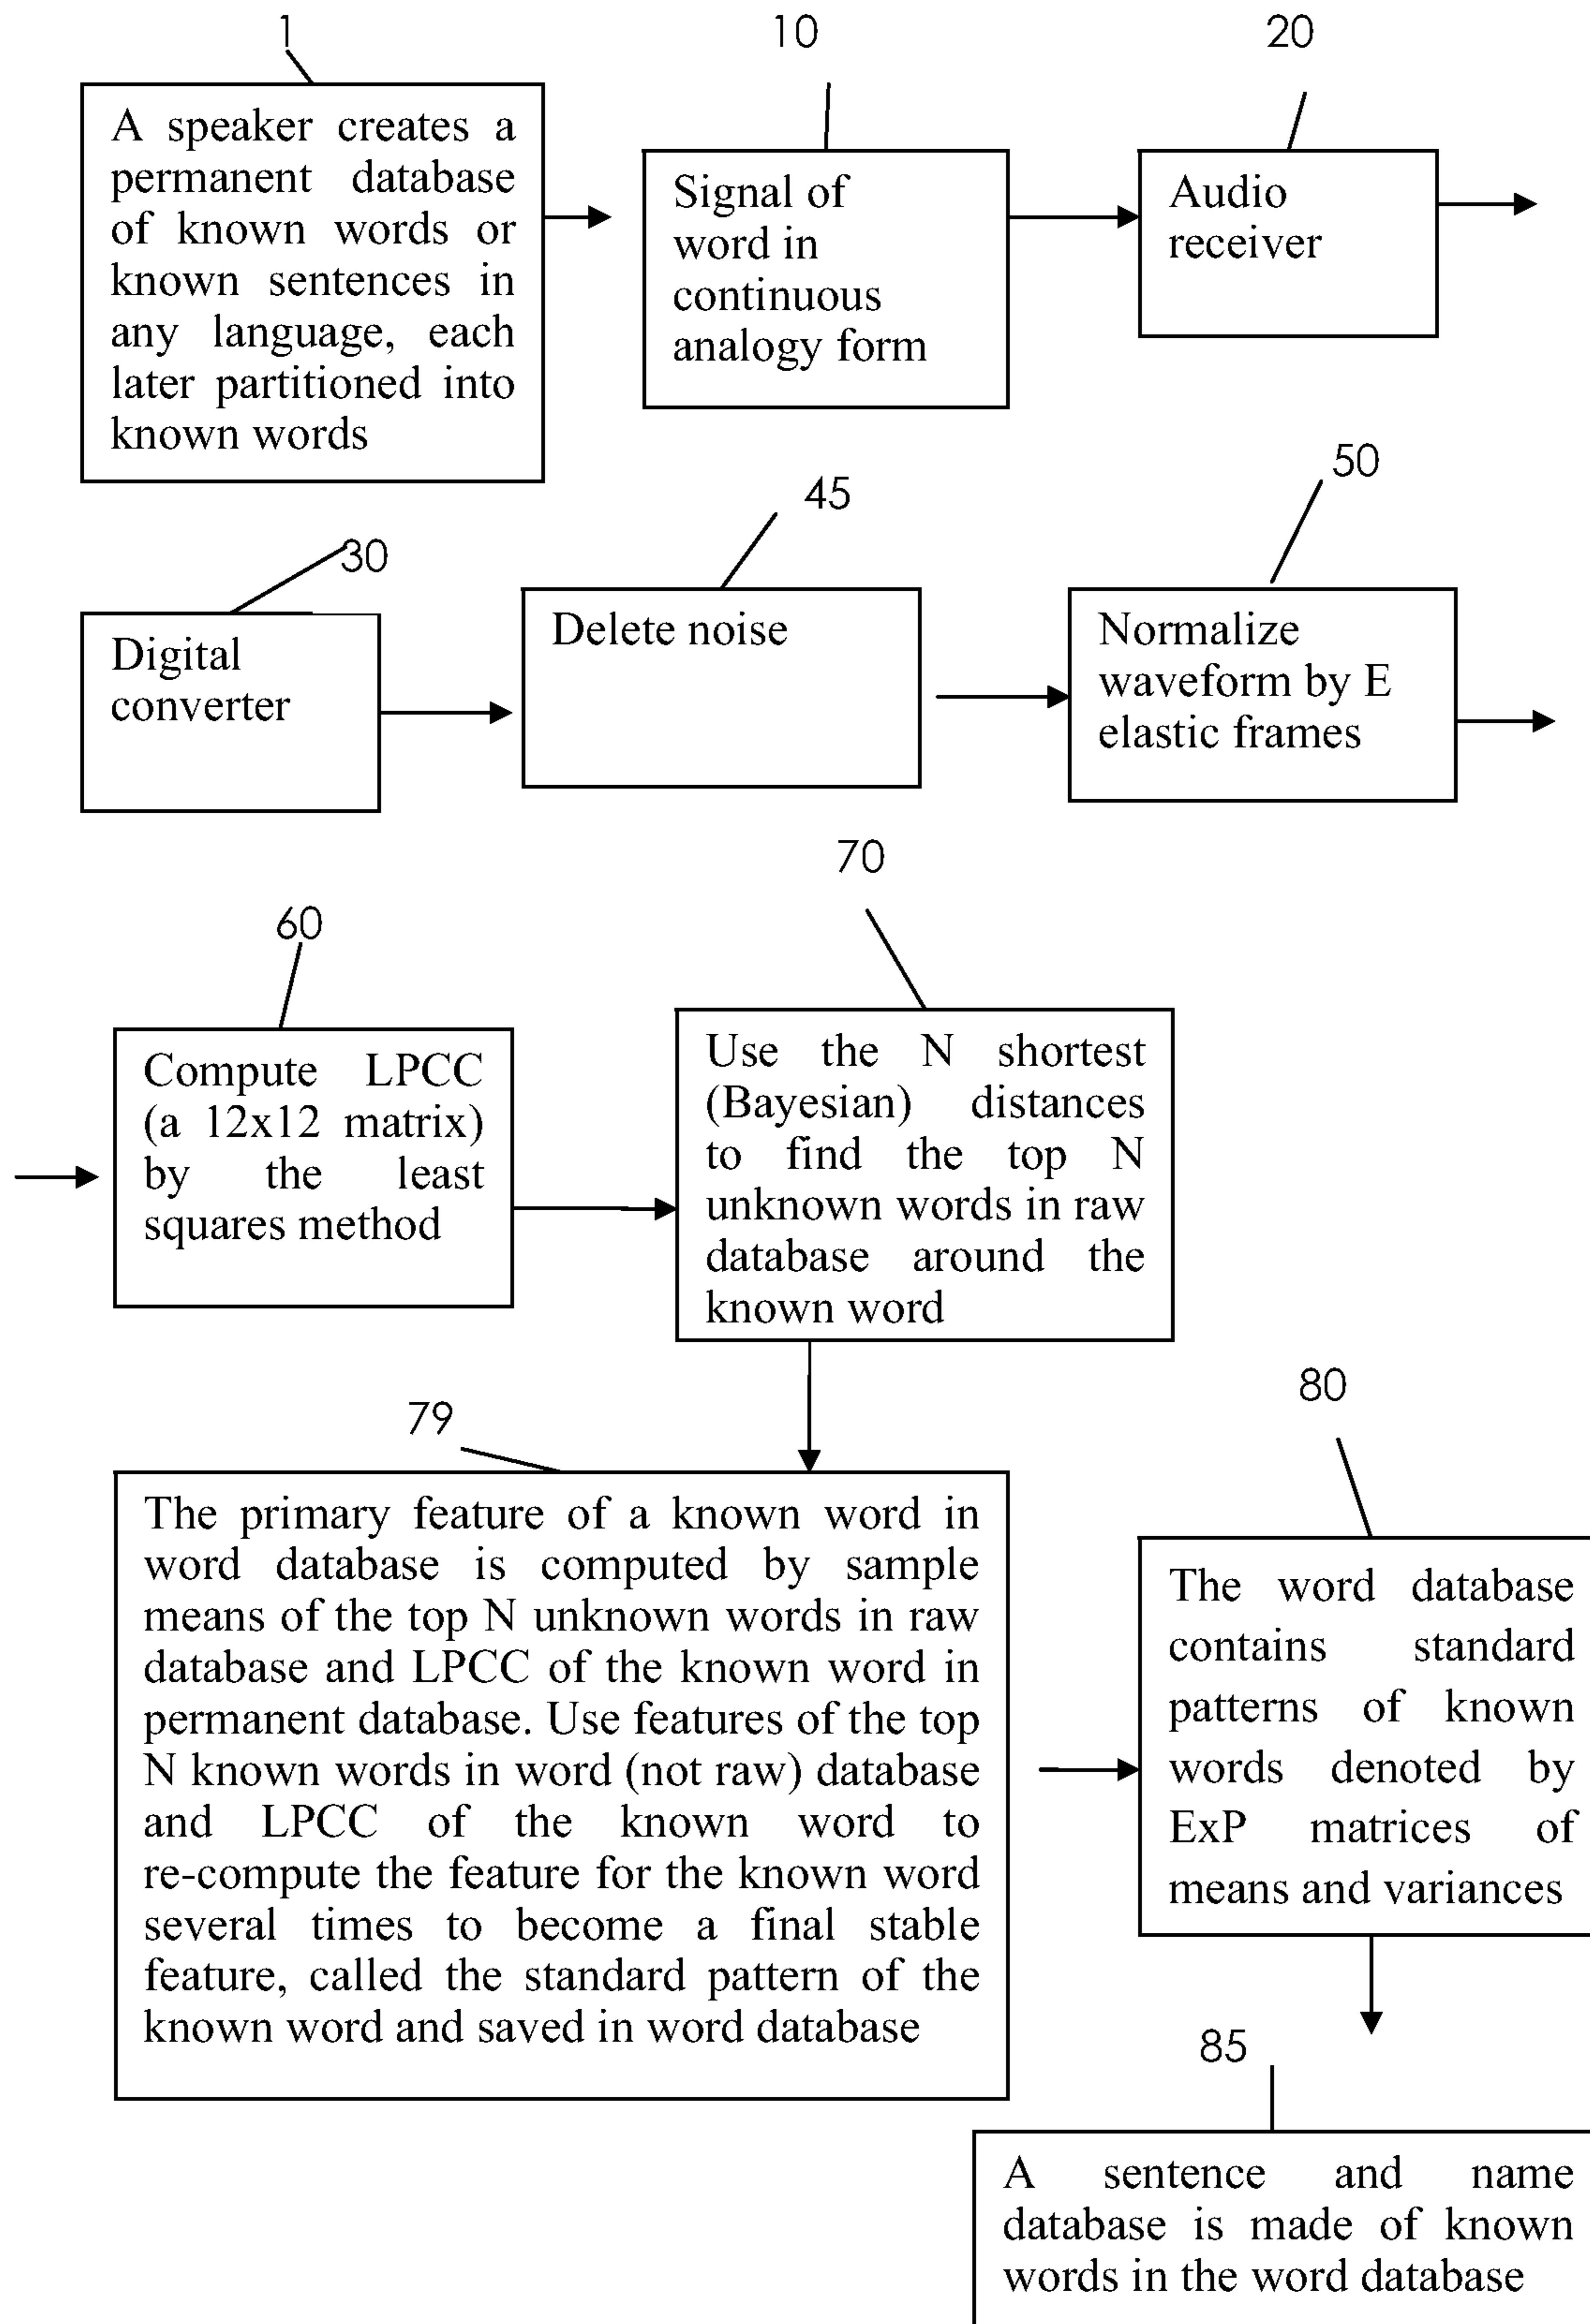 1
A speaker creates a
permanent database
of known words or
known sentences in
any language, each
later partitioned into
known words
10
Signal of
word in
continuous
analogy form
20
Audio
receiver
30
Digital
converter
45
Delete noise
50
Normalize
waveform by E
elastic frames
60
Compute LPCC
(a 12x12 matrix)
by the least
squares method
70
Use the N shortest
(Bayesian) distances
to find the top N
unknown words in raw
database around the
known word
79
The primary feature of a known word in
word database is computed by sample
means of the top N unknown words in raw
database and LPCC of the known word in
permanent database. Use features of the top
N known words in word (not raw) database
and LPCC of the known word to
re-compute the feature for the known word
several times to become a final stable
feature, called the standard pattern of the
known word and saved in word database
80
The word database
contains standard
patterns of known
words denoted by
ExP matrices of
means and variances
85
A sentence and name
database is made of known
words in the word database